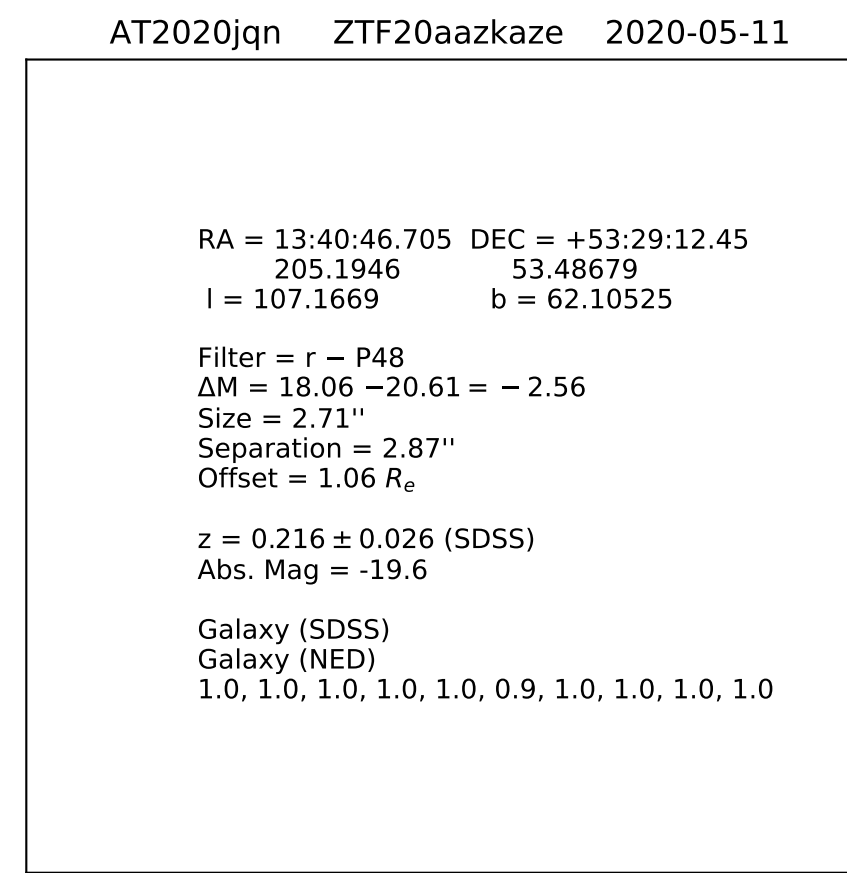 AT2020jqn ZTF20aazkaze 2020-05-11
RA = 13:40:46.705 DEC = +53:29:12.45
205.1946 53.48679
l = 107.1669 b = 62.10525
Filter = r − P48
ΔM = 18.06 −20.61 = − 2.56
Size = 2.71''
Separation = 2.87''
Offset = 1.06 Rₑ
z = 0.216 ± 0.026 (SDSS)
Abs. Mag = -19.6
Galaxy (SDSS)
Galaxy (NED)
1.0, 1.0, 1.0, 1.0, 1.0, 0.9, 1.0, 1.0, 1.0, 1.0